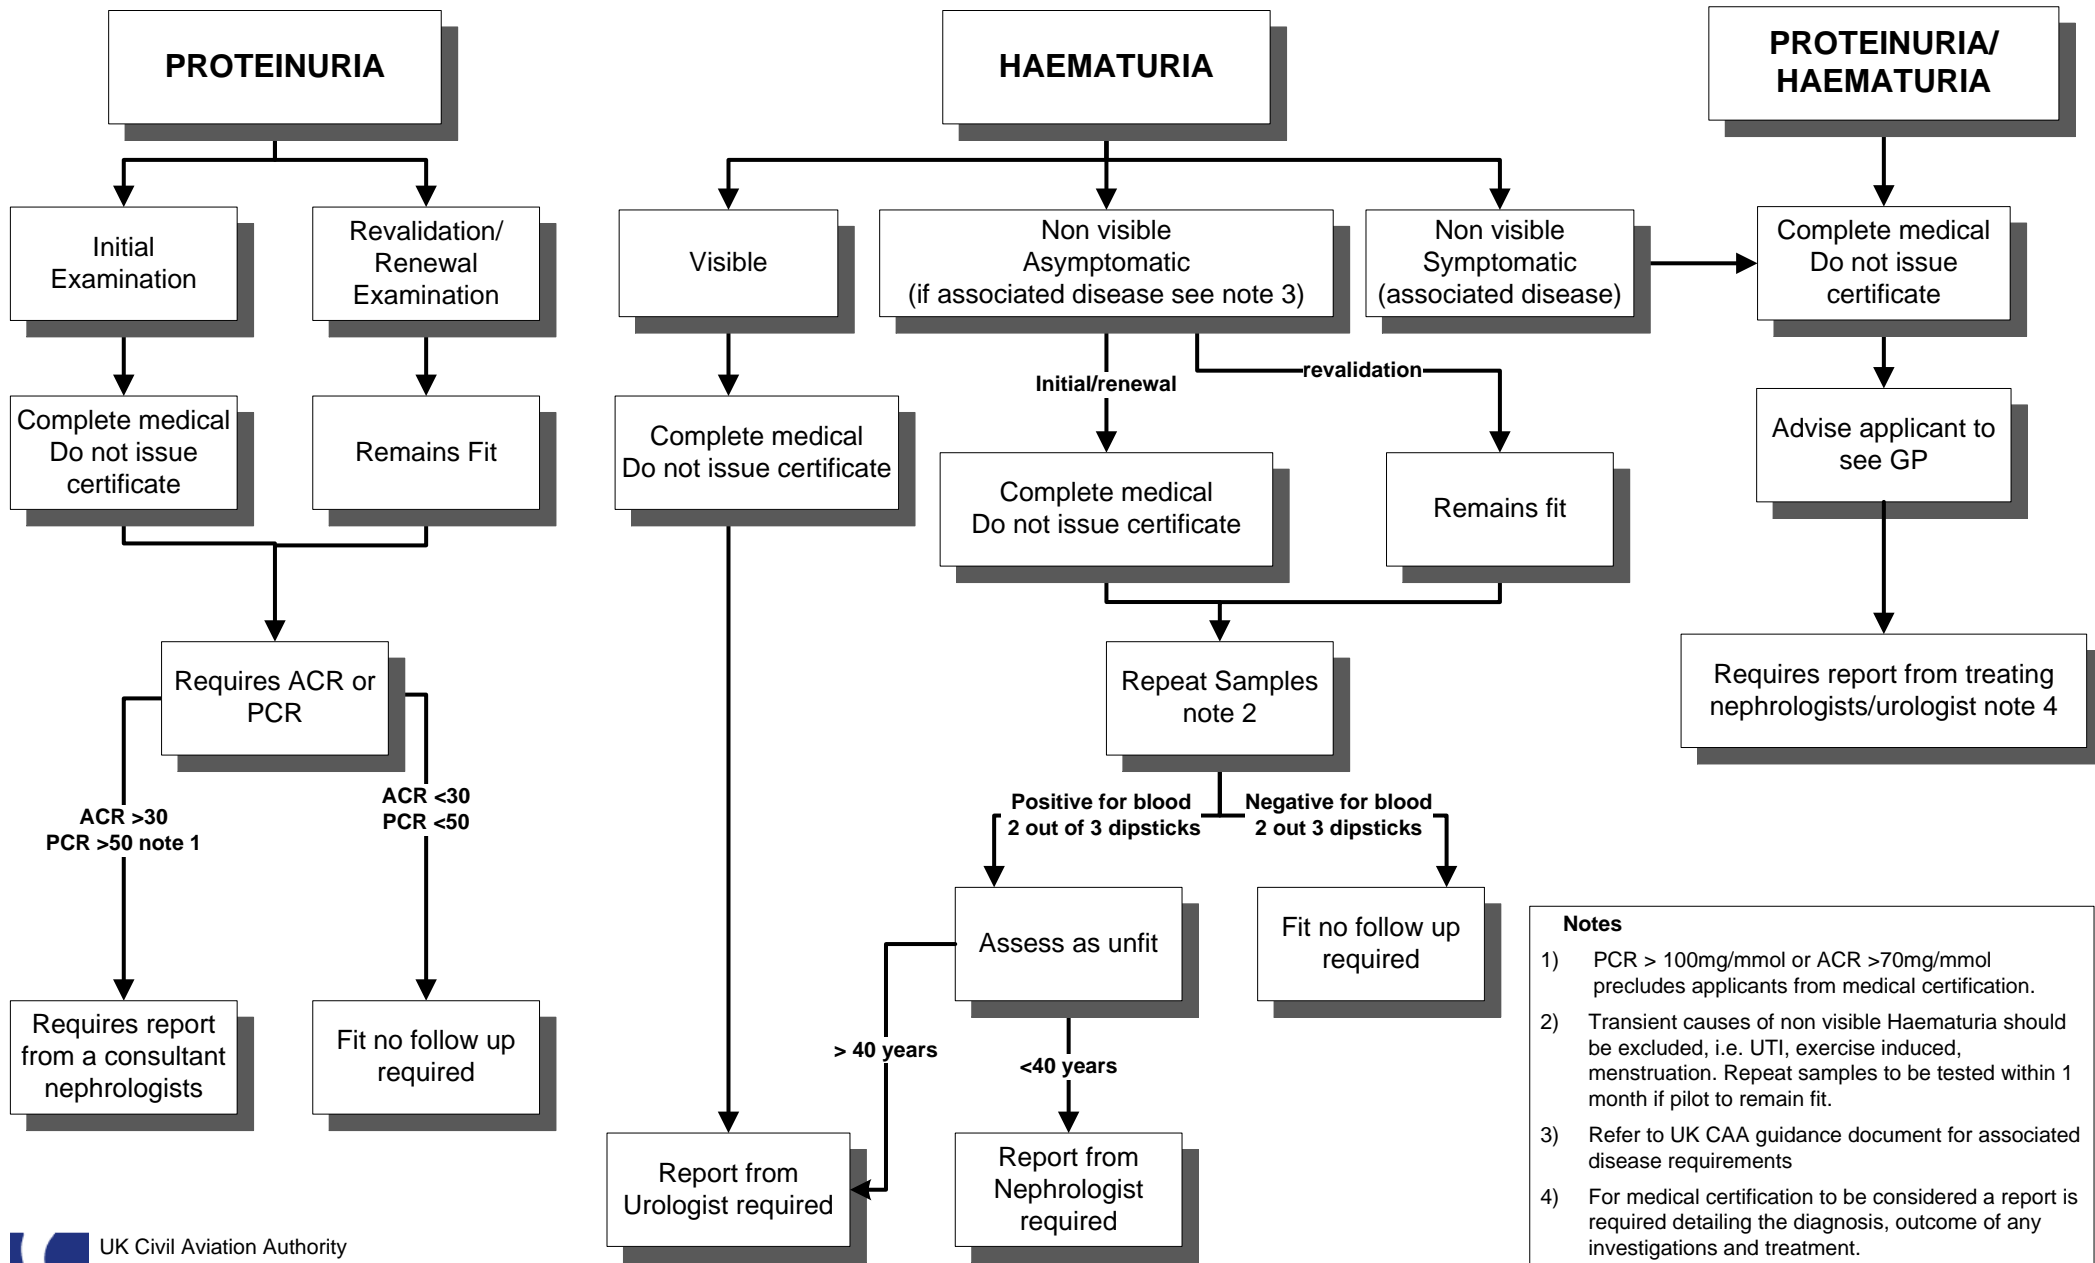 PROTEINURIA
HAEMATURIA
PROTEINURIA/
HAEMATURIA
Initial
Examination
Revalidation/
Renewal
Examination
Visible
Non visible
Asymptomatic
(if associated disease see note 3)
Non visible
Symptomatic
(associated disease)
Complete medical
Do not issue
certificate
Initial/renewal
revalidation
Complete medical
Do not issue
certificate
Remains Fit
Complete medical
Do not issue certificate
Complete medical
Do not issue certificate
Remains fit
Advise applicant to
see GP
Requires ACR or
PCR
Repeat Samples
note 2
Requires report from treating
nephrologists/urologist note 4
ACR >30
PCR >50 note 1
ACR <30
PCR <50
Positive for blood
2 out of 3 dipsticks
Negative for blood
2 out 3 dipsticks
Assess as unfit
Fit no follow up
required
Requires report
from a consultant
nephrologists
Fit no follow up
required
> 40 years
<40 years
Report from
Urologist required
Report from
Nephrologist
required
Notes
1) PCR > 100mg/mmol or ACR >70mg/mmol
precludes applicants from medical certification.
2) Transient causes of non visible Haematuria should
be excluded, i.e. UTI, exercise induced,
menstruation. Repeat samples to be tested within 1
month if pilot to remain fit.
3) Refer to UK CAA guidance document for associated
disease requirements
4) For medical certification to be considered a report is
required detailing the diagnosis, outcome of any
investigations and treatment.
UK Civil Aviation Authority